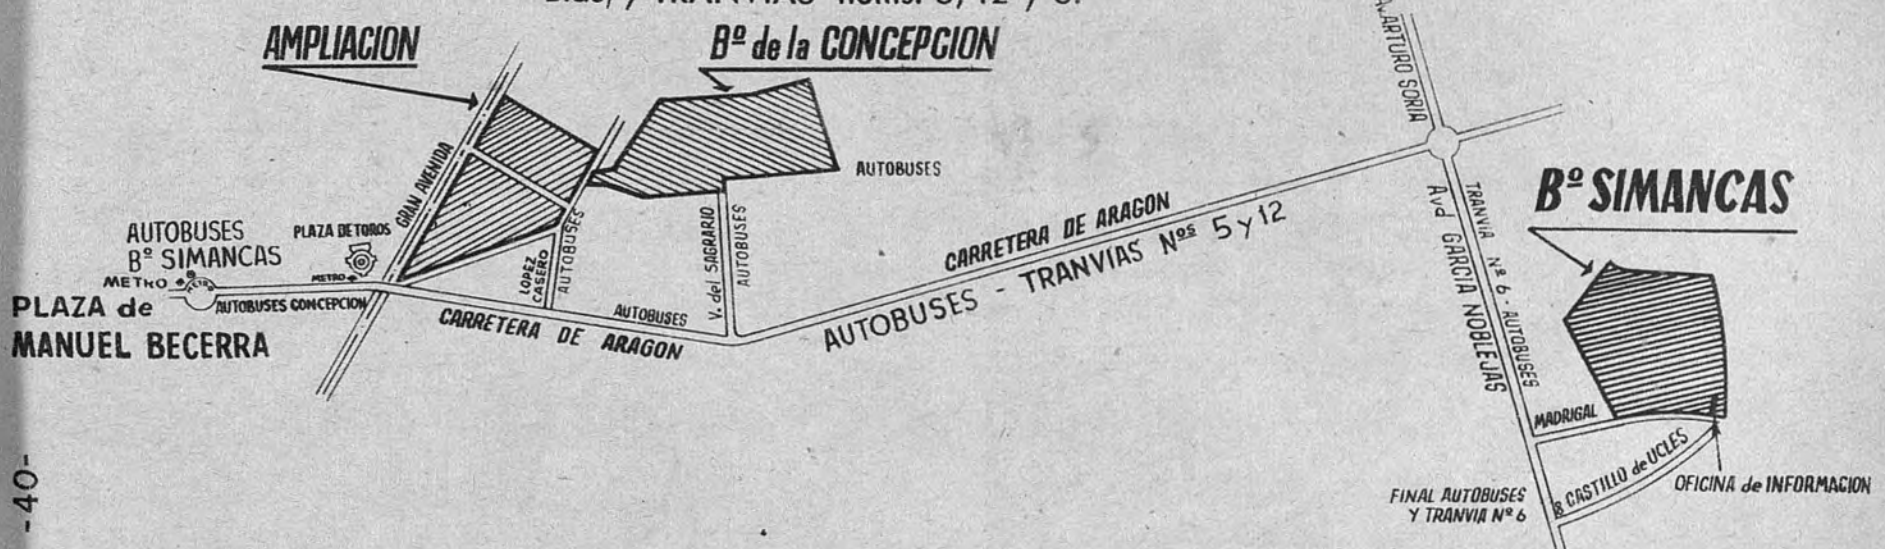 y TRANVIAS
AMPLIACION
Bº de la CONCEPCION
Av. ARTURO SORIA
GRAN AVENIDA
AUTOBUSES
Bº SIMANCAS
PLAZA DE TOROS
METRO
METRO
PLAZA de
MANUEL BECERRA
AUTOBUSES CONCEPCION
LOPEZ
CASERO
AUTOBUSES
AUTOBUSES
CARRETERA DE ARAGON
V. del SAGRARIO
AUTOBUSES
AUTOBUSES
CARRETERA DE ARAGON
AUTOBUSES - TRANVIAS Nos 5 y 12
TRANVIA Nº 6 - AUTOBUSES
Avd GARCIA NOBLEJAS
Bº SIMANCAS
MADRIGAL
CASTILLO de UCLES
OFICINA de INFORMACION
FINAL AUTOBUSES
Y TRANVIA Nº 6
-40-